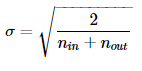 σ = √(2 / (n_in + n_out))